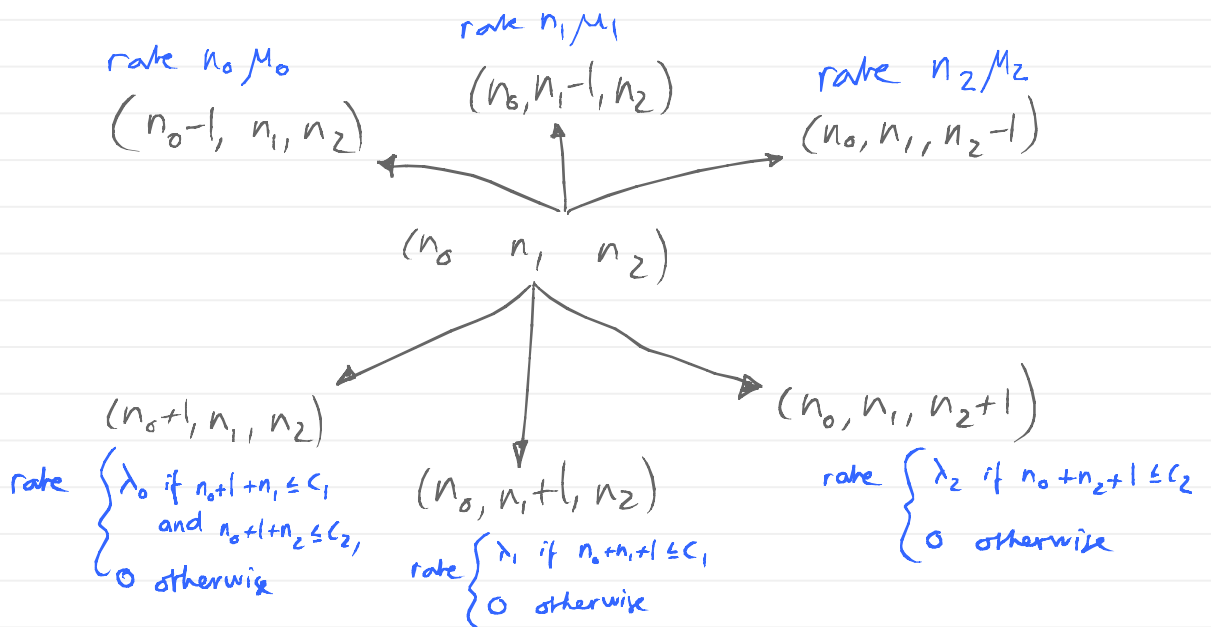 rate n₁μ₁
rate n₀μ₀
rate n₂μ₂
(n₀, n₁-1, n₂)
(n₀-1, n₁, n₂)
(n₀, n₁, n₂-1)
(n₀ n₁ n₂)
(n₀+1, n₁, n₂)
(n₀, n₁, n₂+1)
rate { λ₀ if n₀+1+n₁ ≤ C₁
and n₀+1+n₂ ≤ C₂,
0 otherwise
(n₀, n₁+1, n₂)
rate { λ₁ if n₀+n₁+1 ≤ C₁
0 otherwise
rate { λ₂ if n₀+n₂+1 ≤ C₂
0 otherwise